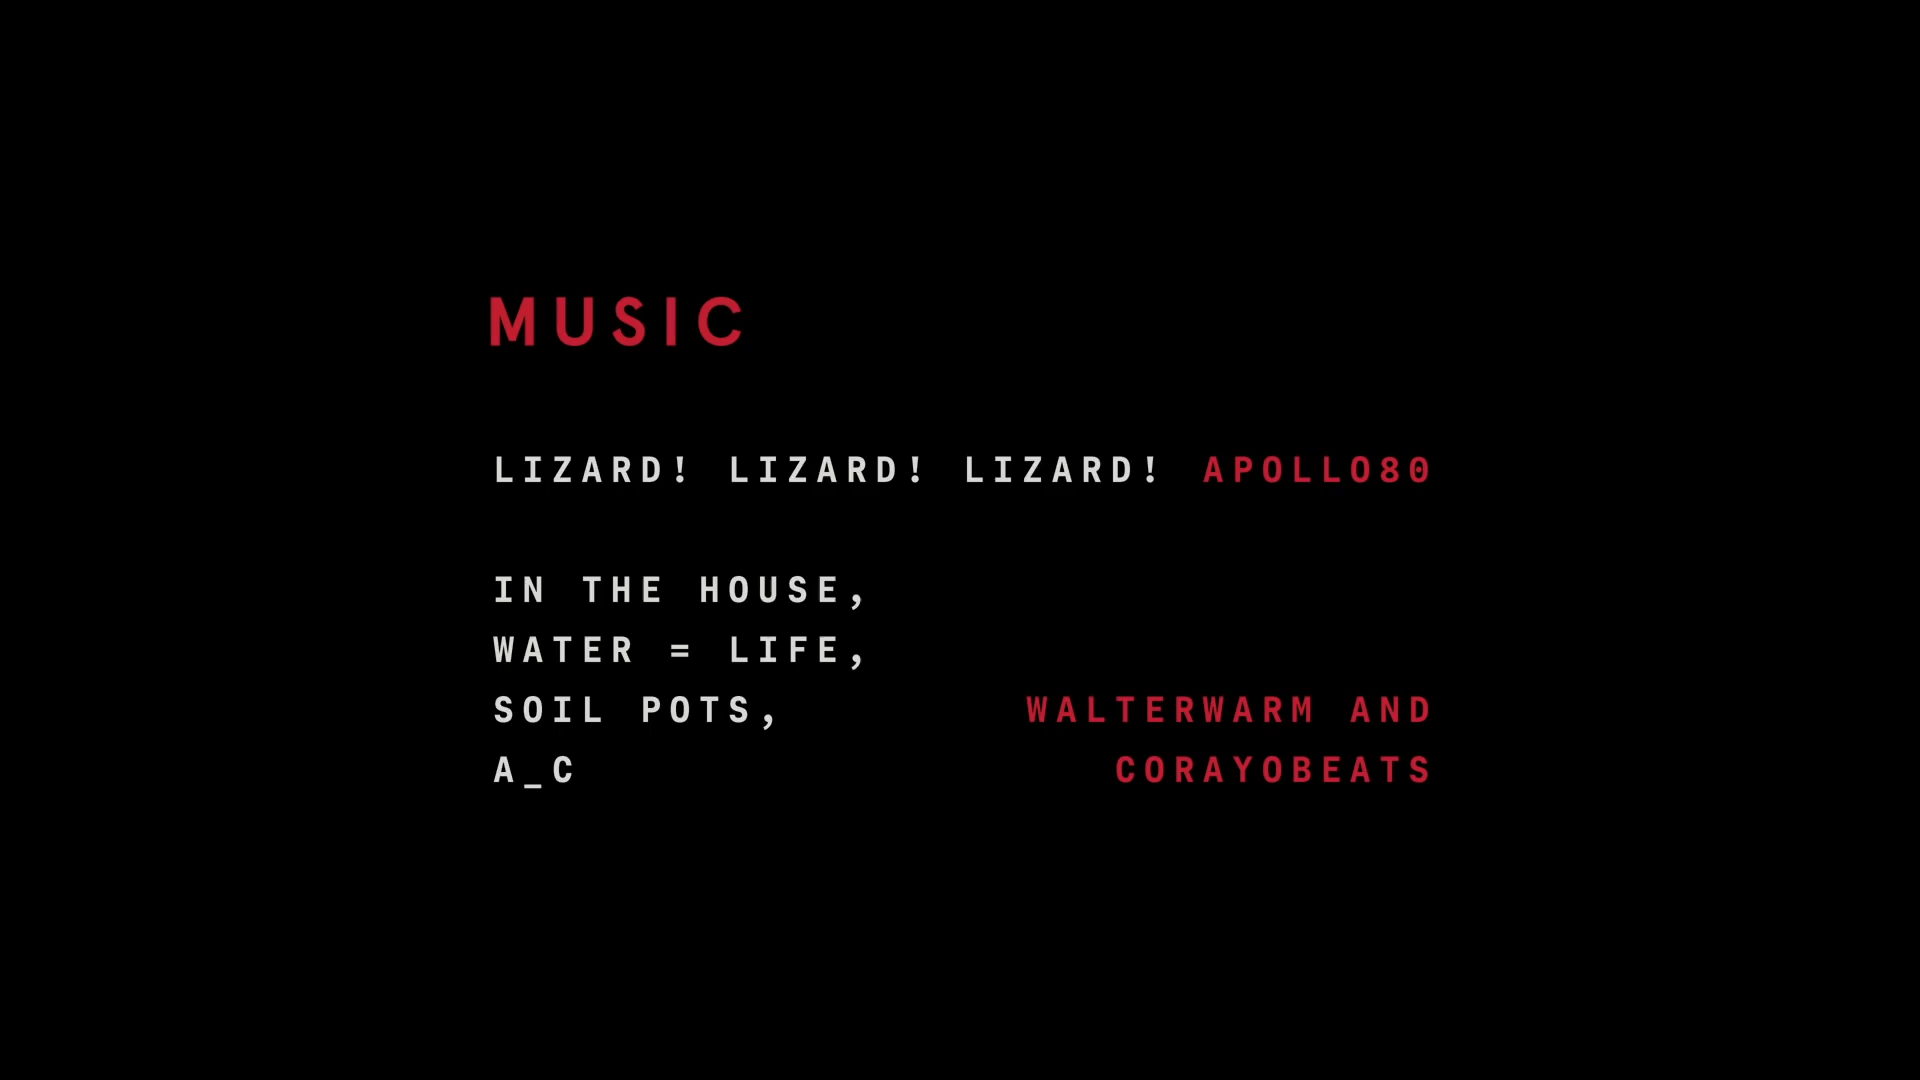 MUSIC
LIZARD! LIZARD! LIZARD! APOLLO80
IN THE HOUSE,
WATER = LIFE,
SOIL POTS,
A_C
WALTERWARM AND
CORAYOBEATS